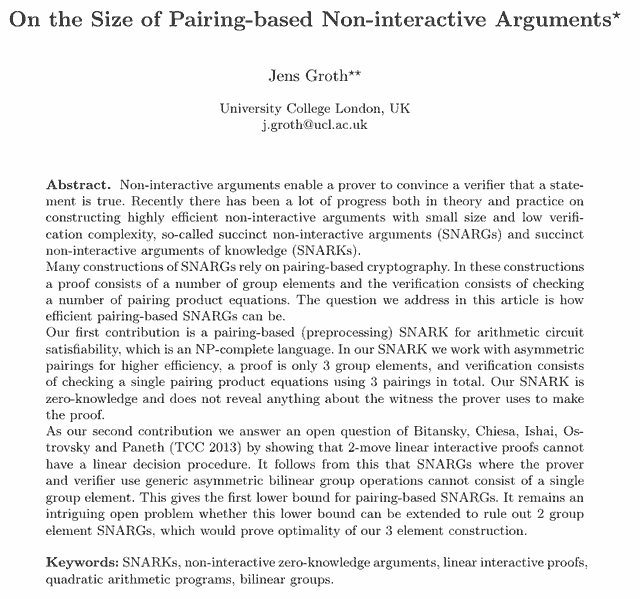 On the Size of Pairing-based Non-interactive Arguments*
Jens Groth**
University College London, UK
j.groth@ucl.ac.uk
Abstract. Non-interactive arguments enable a prover to convince a verifier that a state-
ment is true. Recently there has been a lot of progress both in theory and practice on
constructing highly efficient non-interactive arguments with small size and low verifi-
cation complexity, so-called succinct non-interactive arguments (SNARGs) and succinct
non-interactive arguments of knowledge (SNARKs).
Many constructions of SNARGs rely on pairing-based cryptography. In these constructions
a proof consists of a number of group elements and the verification consists of checking
a number of pairing product equations. The question we address in this article is how
efficient pairing-based SNARGs can be.
Our first contribution is a pairing-based (preprocessing) SNARK for arithmetic circuit
satisfiability, which is an NP-complete language. In our SNARK we work with asymmetric
pairings for higher efficiency, a proof is only 3 group elements, and verification consists
of checking a single pairing product equations using 3 pairings in total. Our SNARK is
zero-knowledge and does not reveal anything about the witness the prover uses to make
the proof.
As our second contribution we answer an open question of Bitansky, Chiesa, Ishai, Os-
trovsky and Paneth (TCC 2013) by showing that 2-move linear interactive proofs cannot
have a linear decision procedure. It follows from this that SNARGs where the prover
and verifier use generic asymmetric bilinear group operations cannot consist of a single
group element. This gives the first lower bound for pairing-based SNARGs. It remains an
intriguing open problem whether this lower bound can be extended to rule out 2 group
element SNARGs, which would prove optimality of our 3 element construction.
Keywords: SNARKs, non-interactive zero-knowledge arguments, linear interactive proofs,
quadratic arithmetic programs, bilinear groups.